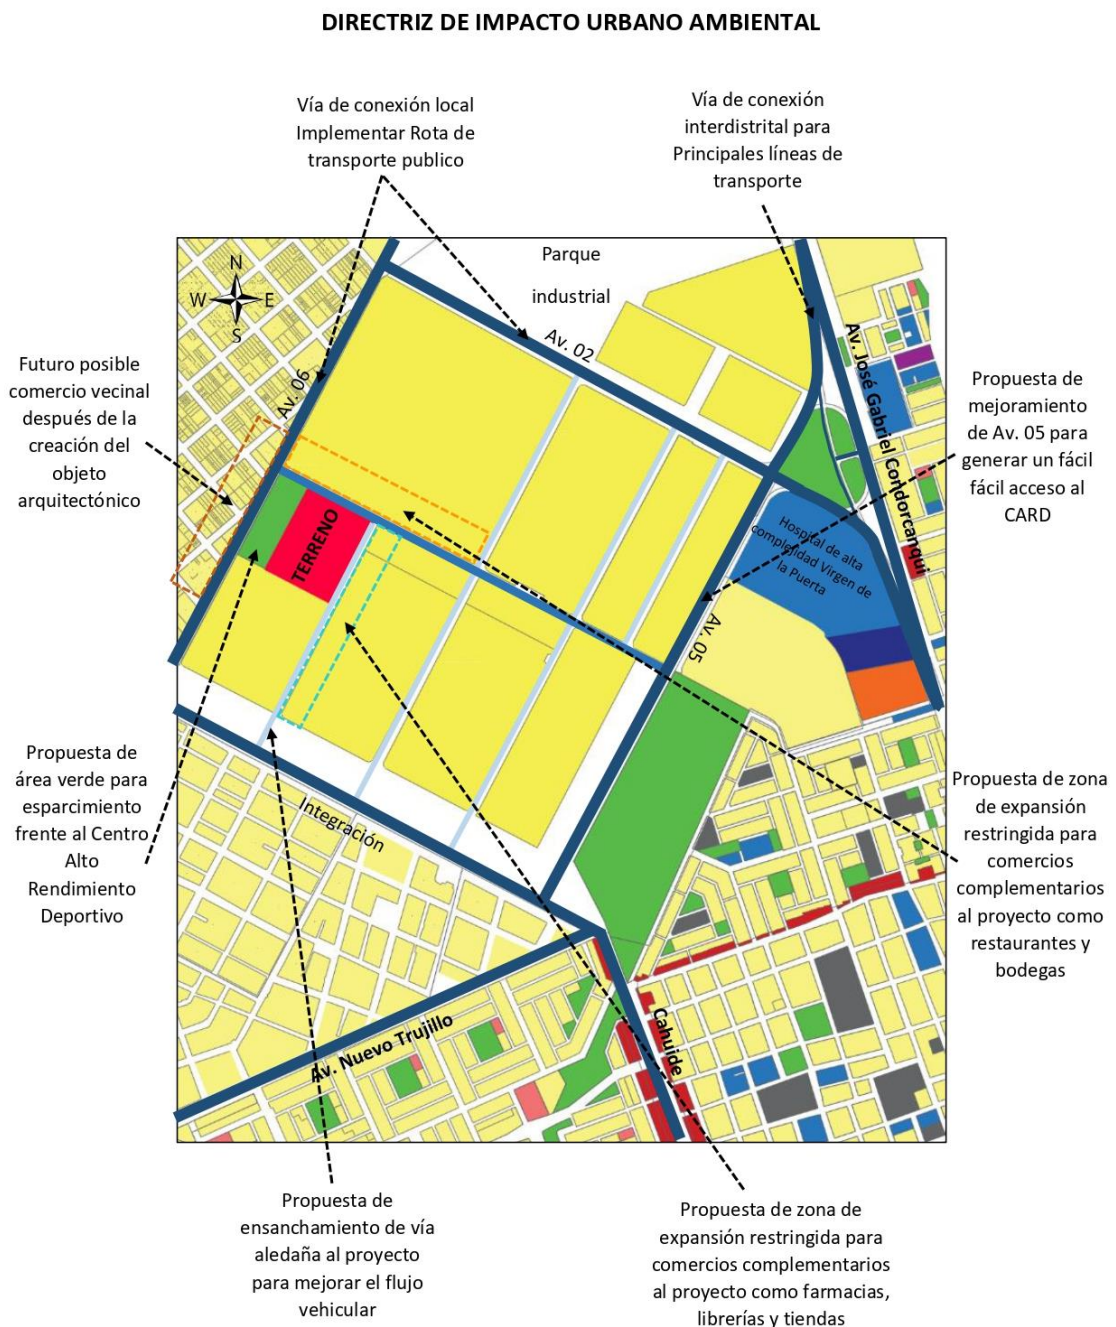 DIRECTRIZ DE IMPACTO URBANO AMBIENTAL
Vía de conexión local
Implementar Rota de
transporte publico
Vía de conexión
interdistrital para
Principales líneas de
transporte
Parque
industrial
N
W
E
S
Av. 02
Av. 06
Av. José Gabriel Condorcanqui
Futuro posible
comercio vecinal
después de la
creación del
objeto
arquitectónico
Propuesta de
mejoramiento
de Av. 05 para
generar un fácil
fácil acceso al
CARD
TERRENO
Hospital de alta
complejidad Virgen de
la Puerta
Av. 05
Propuesta de
área verde para
esparcimiento
frente al Centro
Alto
Rendimiento
Deportivo
Integración
Propuesta de zona
de expansión
restringida para
comercios
complementarios
al proyecto como
restaurantes y
bodegas
Av. Nuevo Trujillo
Cahuide
Propuesta de
ensanchamiento de vía
aledaña al proyecto
para mejorar el flujo
vehicular
Propuesta de zona de
expansión restringida para
comercios complementarios
al proyecto como farmacias,
librerías y tiendas